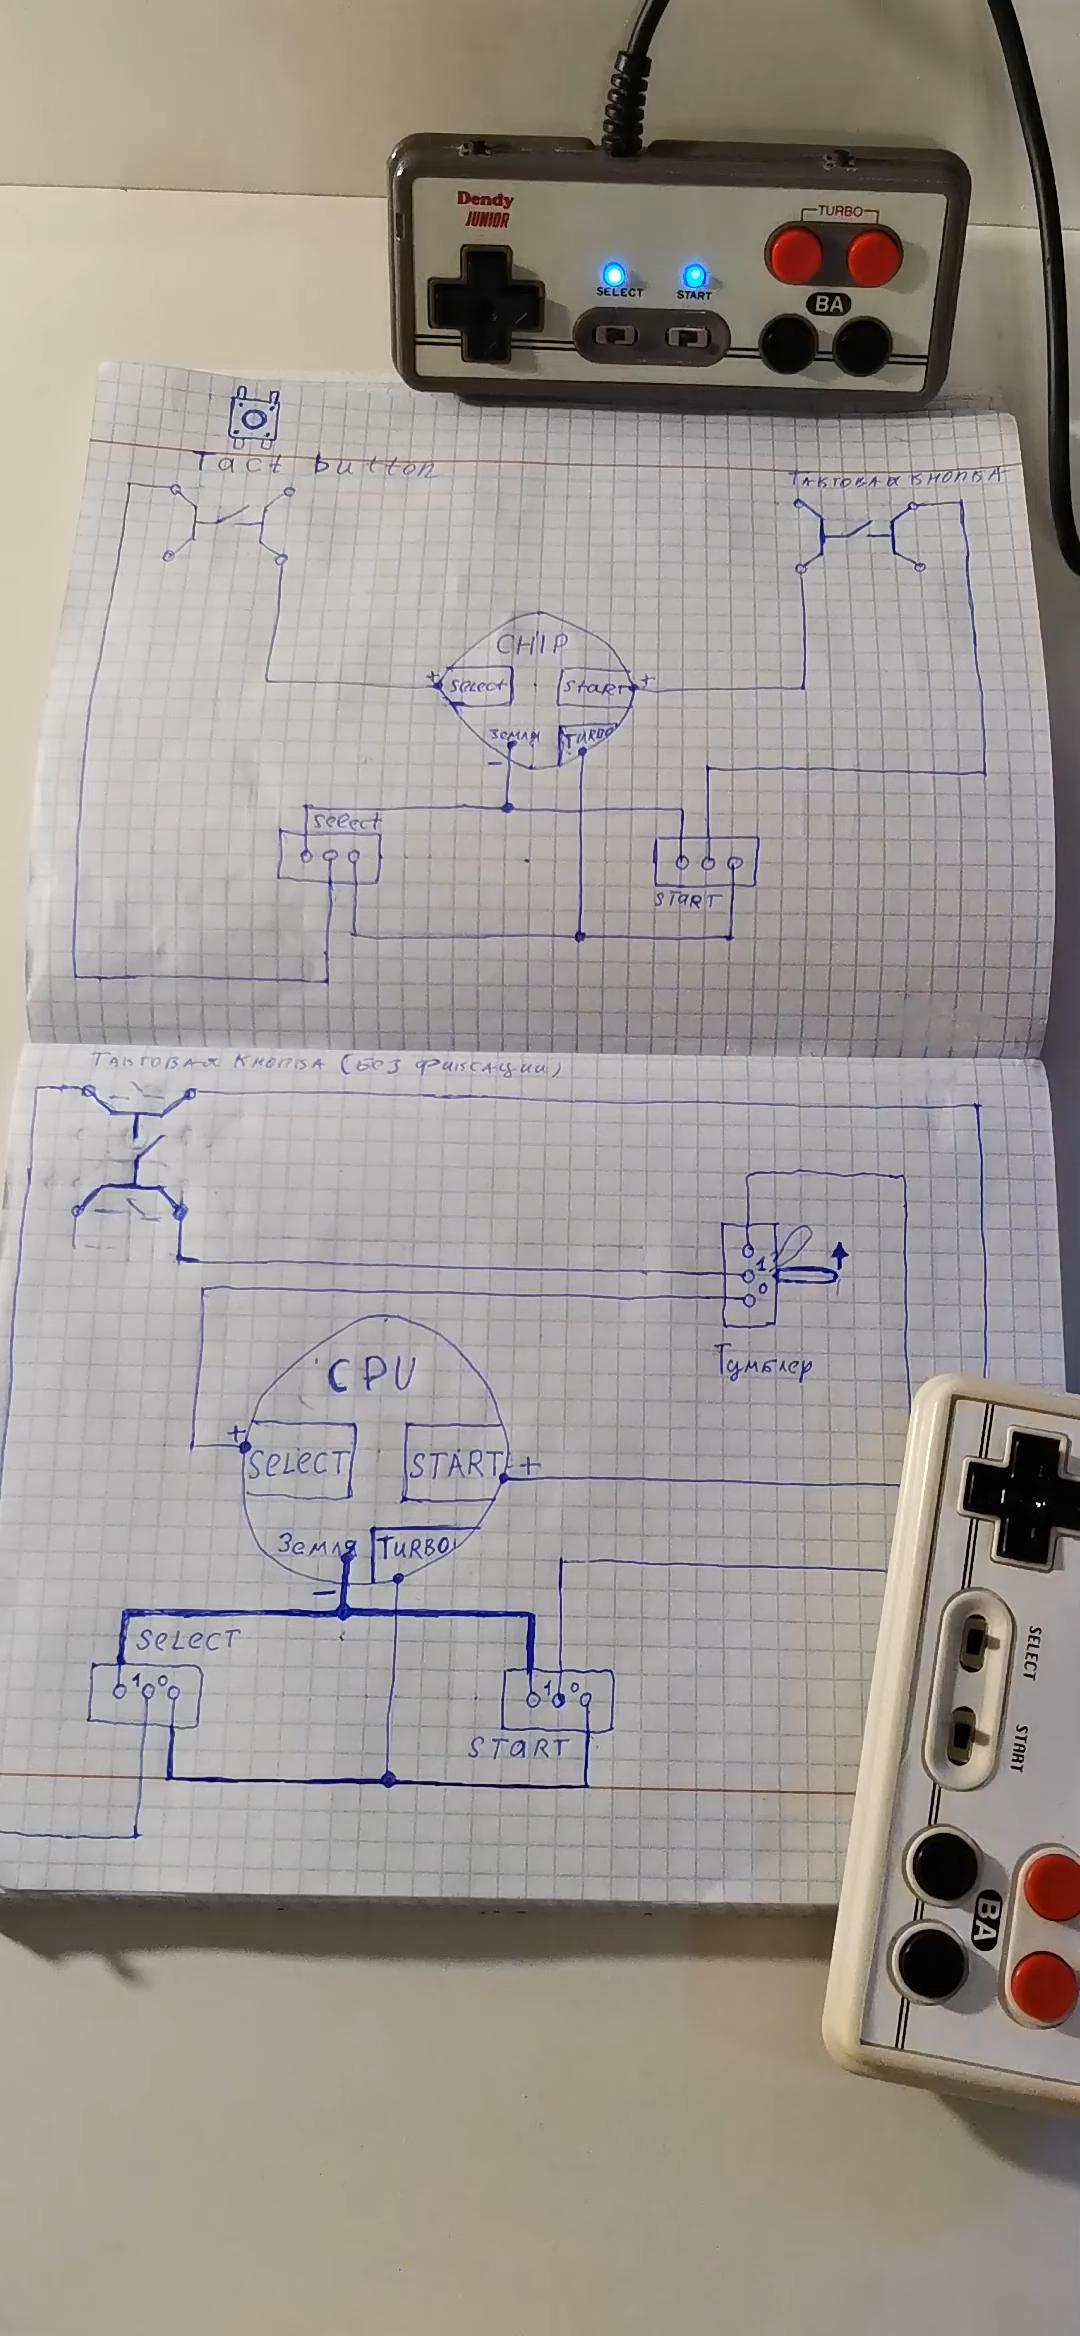 Dendy
JUNIOR
TURBO
SELECT
START
BA
Tact button
ТАКТОВАЯ КНОПКА
CHIP
+
select
START
+
Земля
TURBO
−
select
START
ТАКТОВАЯ КНОПКА (БЕЗ ФИКСАЦИИ)
1
0
Тумблер
CPU
+
SELECT
START
+
Земля
TURBO
−
SELECT
1 0
1 0
START
SELECT
START
BA